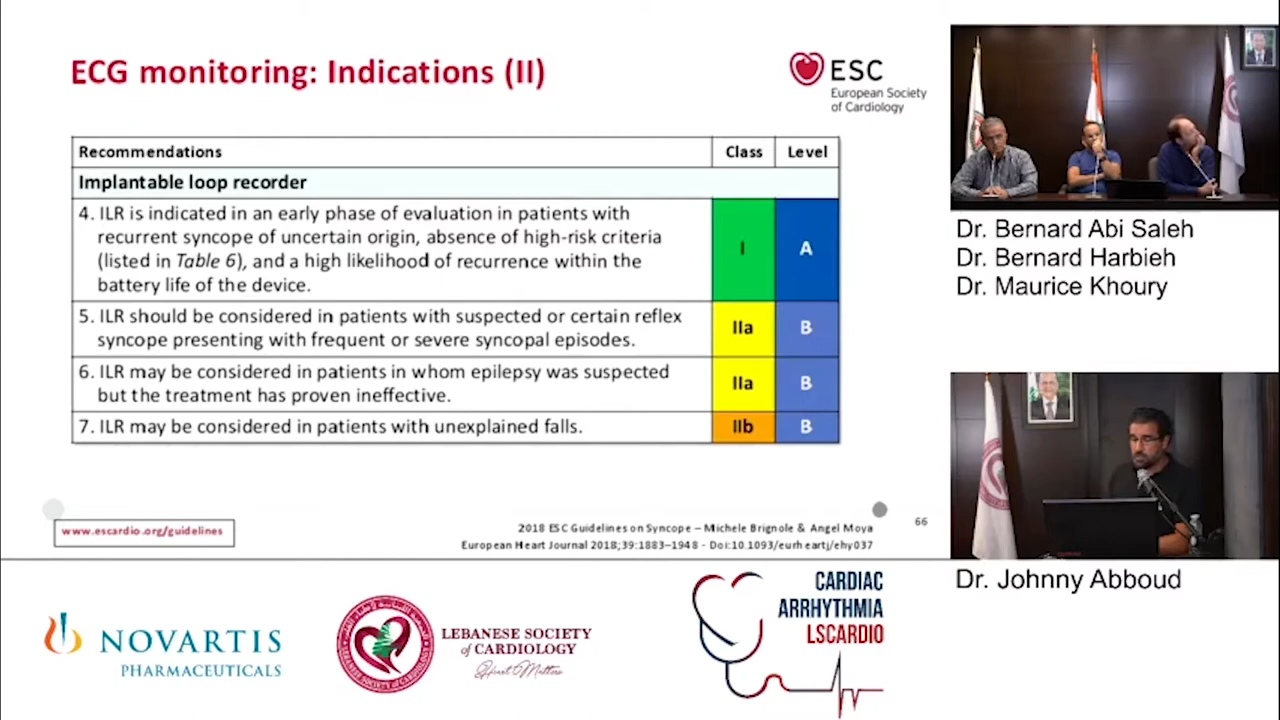 ECG monitoring: Indications (II)
ESC
European Society
of Cardiology
Recommendations Class Level
Implantable loop recorder
4. ILR is indicated in an early phase of evaluation in patients with
recurrent syncope of uncertain origin, absence of high-risk criteria
(listed in Table 6), and a high likelihood of recurrence within the
battery life of the device.
I A
5. ILR should be considered in patients with suspected or certain reflex
syncope presenting with frequent or severe syncopal episodes.
IIa B
6. ILR may be considered in patients in whom epilepsy was suspected
but the treatment has proven ineffective.
IIa B
7. ILR may be considered in patients with unexplained falls. IIb B
www.escardio.org/guidelines
2018 ESC Guidelines on Syncope – Michele Brignole & Angel Moya
European Heart Journal 2018;39:1883–1948 - Doi:10.1093/eurheartj/ehy037
66
Dr. Bernard Abi Saleh
Dr. Bernard Harbieh
Dr. Maurice Khoury
Dr. Johnny Abboud
NOVARTIS
PHARMACEUTICALS
LEBANESE SOCIETY
of CARDIOLOGY
Heart Matters
CARDIAC
ARRHYTHMIA
LSCARDIO